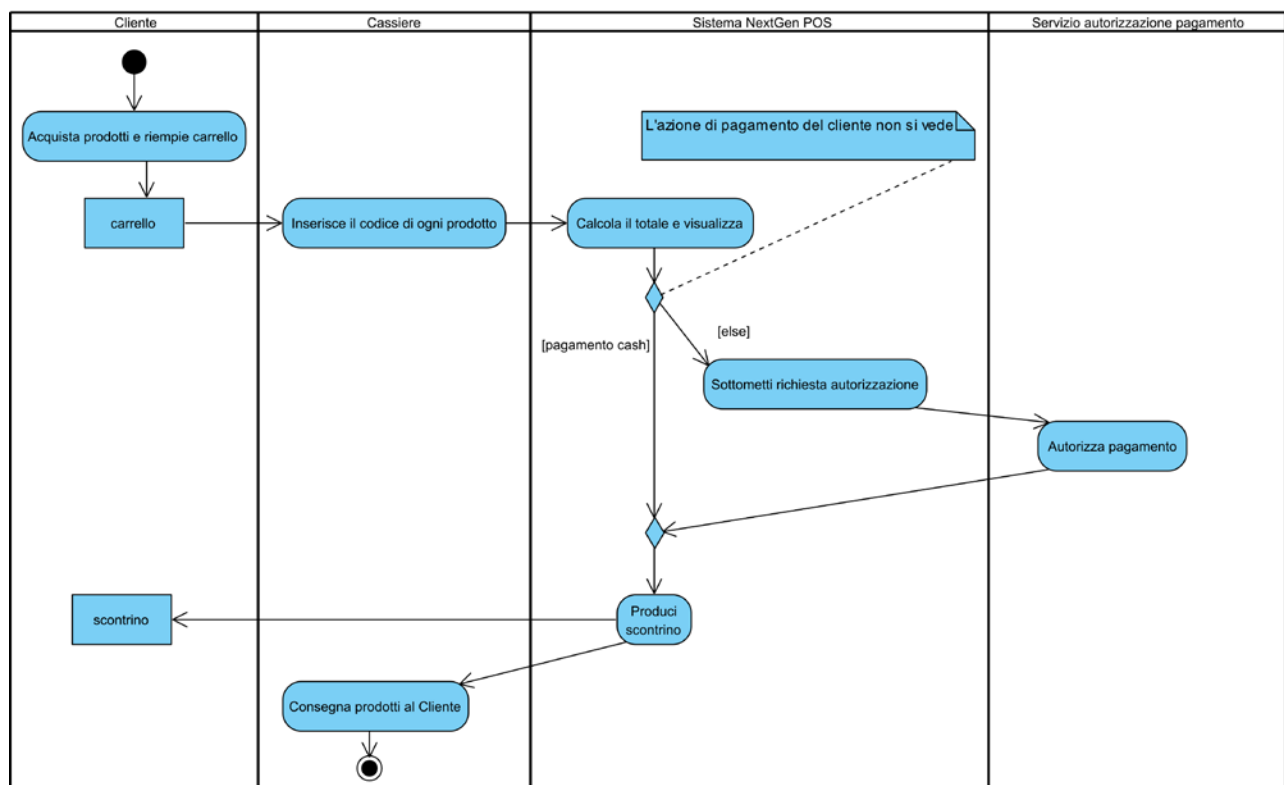 Cliente
Cassiere
Sistema NextGen POS
Servizio autorizzazione pagamento
Acquista prodotti e riempie carrello
L'azione di pagamento del cliente non si vede
carrello
Inserisce il codice di ogni prodotto
Calcola il totale e visualizza
[else]
[pagamento cash]
Sottometti richiesta autorizzazione
Autorizza pagamento
scontrino
Produci
scontrino
Consegna prodotti al Cliente